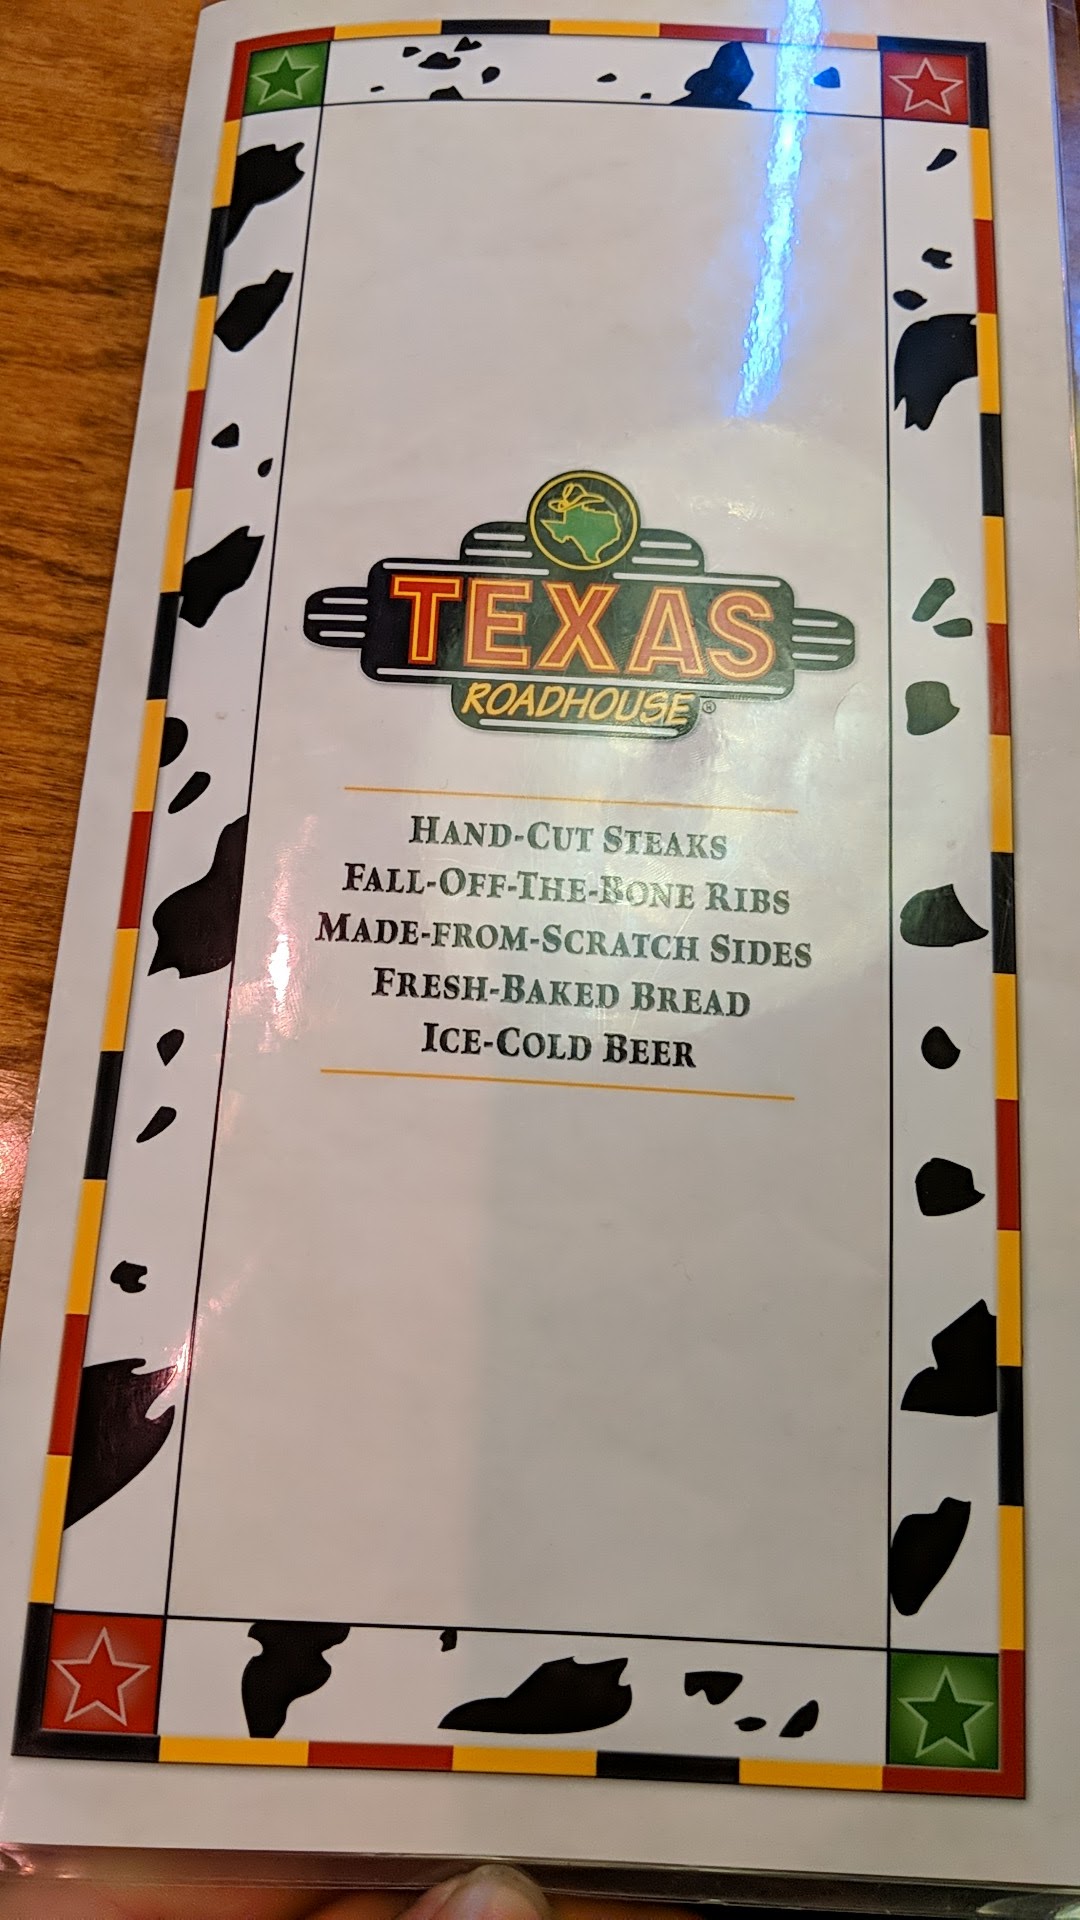 TEXAS
ROADHOUSE®
HAND-CUT STEAKS
FALL-OFF-THE-BONE RIBS
MADE-FROM-SCRATCH SIDES
FRESH-BAKED BREAD
ICE-COLD BEER